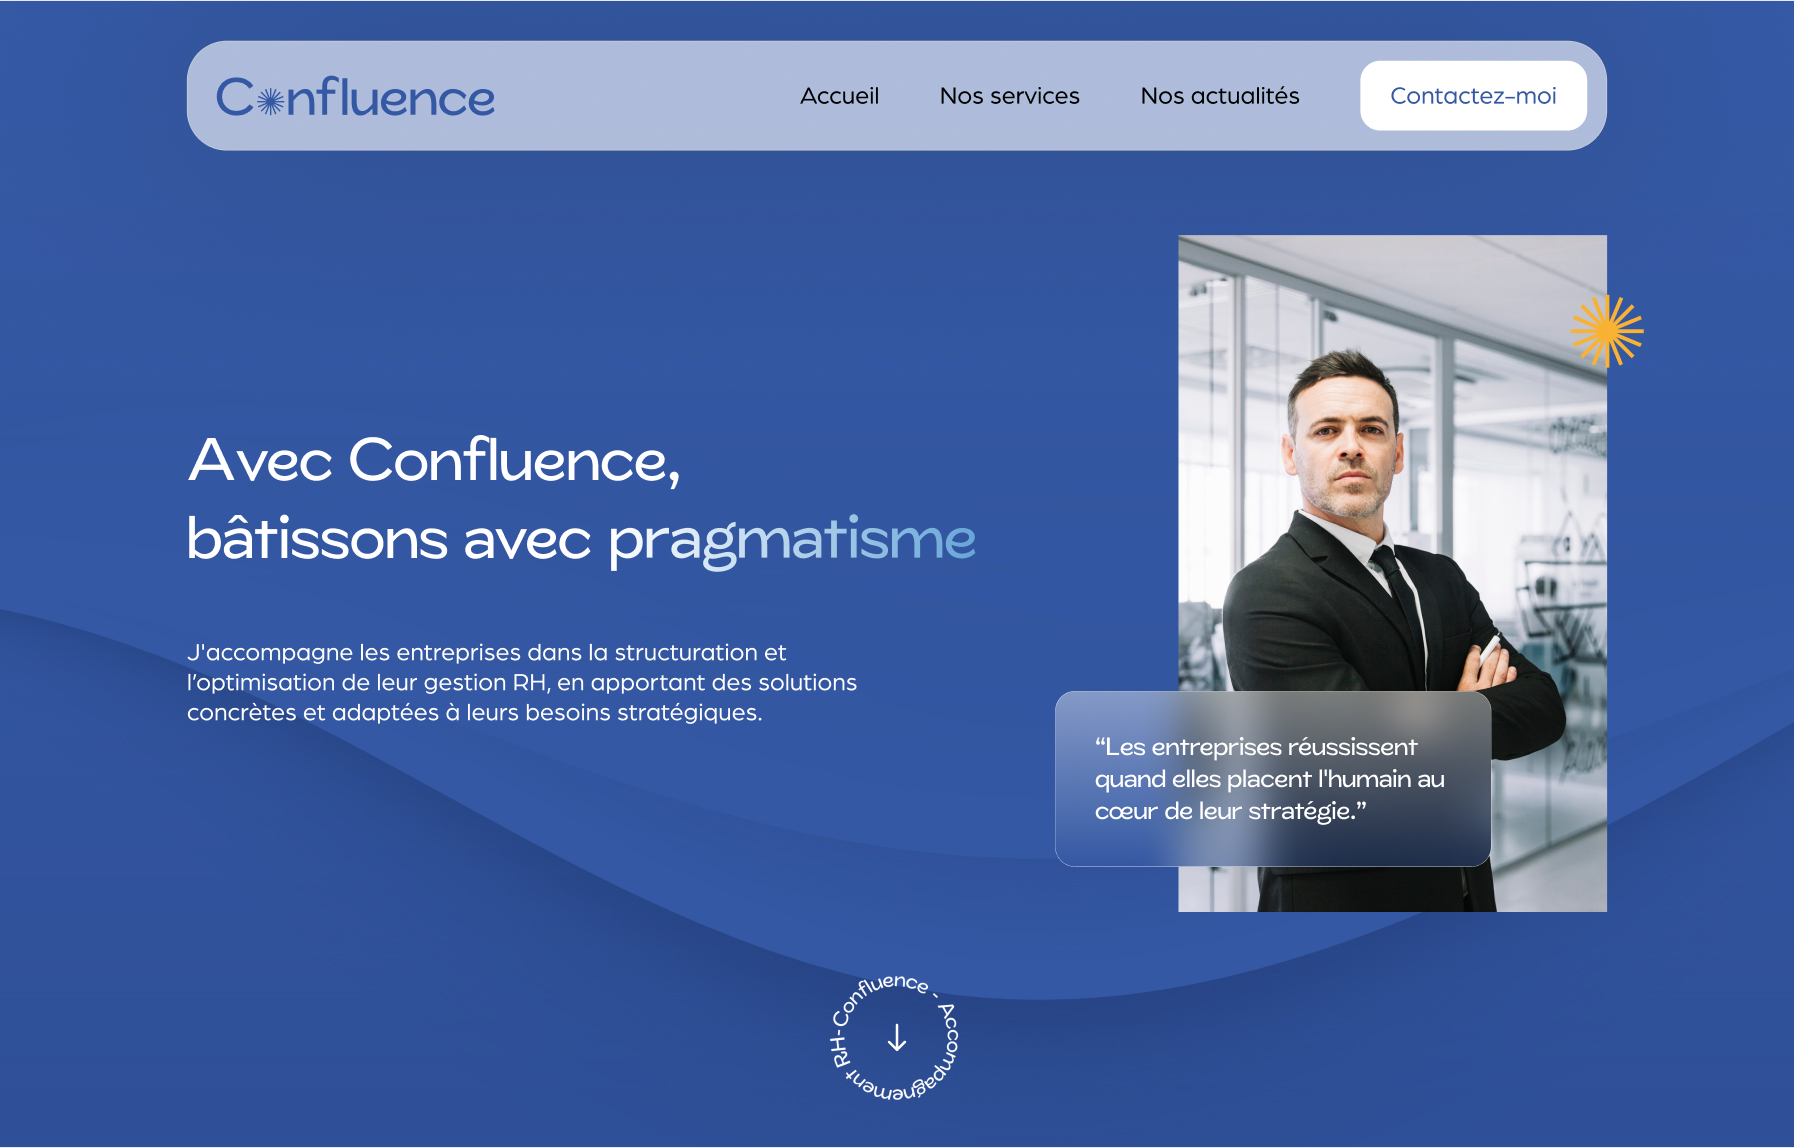 Confluence
Accueil
Nos services
Nos actualités
Contactez-moi
Avec Confluence,
bâtissons avec pragmatisme
J'accompagne les entreprises dans la structuration et
l’optimisation de leur gestion RH, en apportant des solutions
concrètes et adaptées à leurs besoins stratégiques.
“Les entreprises réussissent
quand elles placent l'humain au
cœur de leur stratégie.”
Confluence - Accompagnement RH-